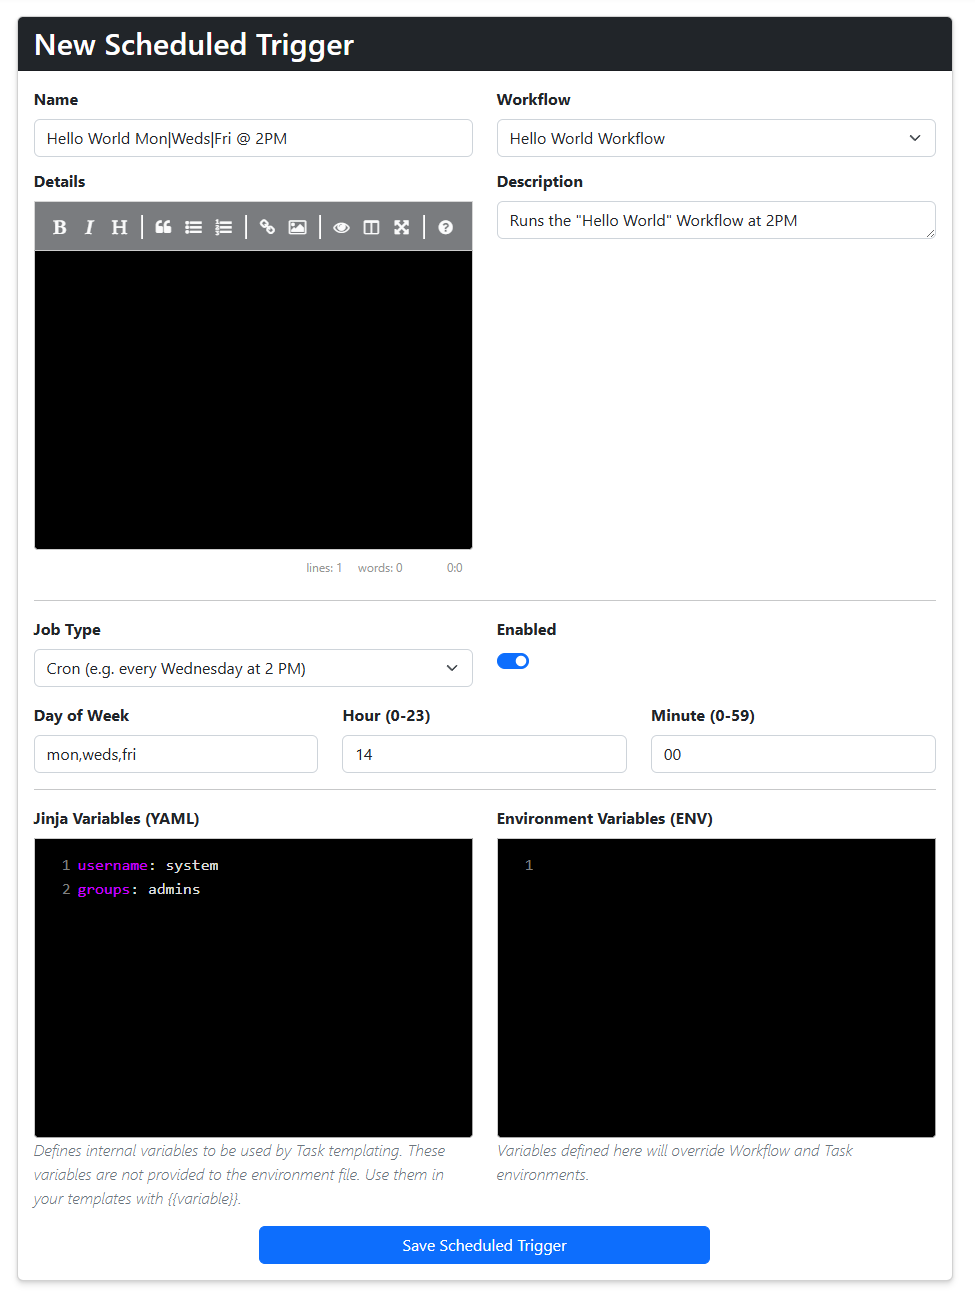 New Scheduled Trigger
Name
Workflow
Hello World Mon|Weds|Fri @ 2PM
Hello World Workflow
Details
Description
B I H
Runs the "Hello World" Workflow at 2PM
lines: 1 words: 0 0:0
Job Type
Enabled
Cron (e.g. every Wednesday at 2 PM)
Day of Week
Hour (0-23)
Minute (0-59)
mon,weds,fri
14
00
Jinja Variables (YAML)
Environment Variables (ENV)
1 username: system
2 groups: admins
1
Defines internal variables to be used by Task templating. These
variables are not provided to the environment file. Use them in
your templates with {{variable}}.
Variables defined here will override Workflow and Task
environments.
Save Scheduled Trigger